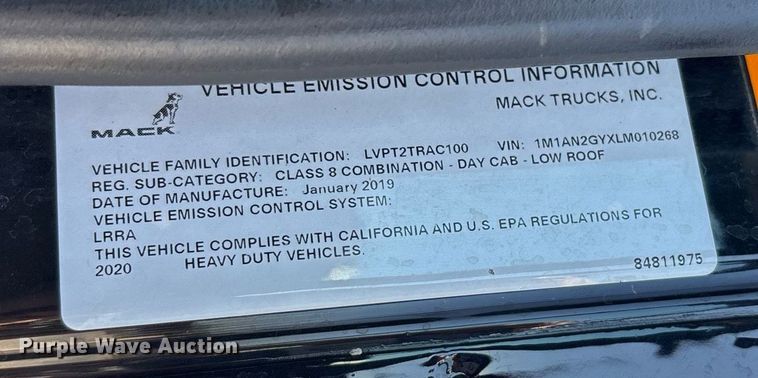 VEHICLE EMISSION CONTROL INFORMATION
MACK TRUCKS, INC.
MACK
VEHICLE FAMILY IDENTIFICATION: LVPT2TRAC100 VIN: 1M1AN2GYXLM010268
REG. SUB-CATEGORY: CLASS 8 COMBINATION - DAY CAB - LOW ROOF
DATE OF MANUFACTURE: January 2019
VEHICLE EMISSION CONTROL SYSTEM:
LRRA
THIS VEHICLE COMPLIES WITH CALIFORNIA AND U.S. EPA REGULATIONS FOR
2020 HEAVY DUTY VEHICLES.
84811975
Purple Wave Auction